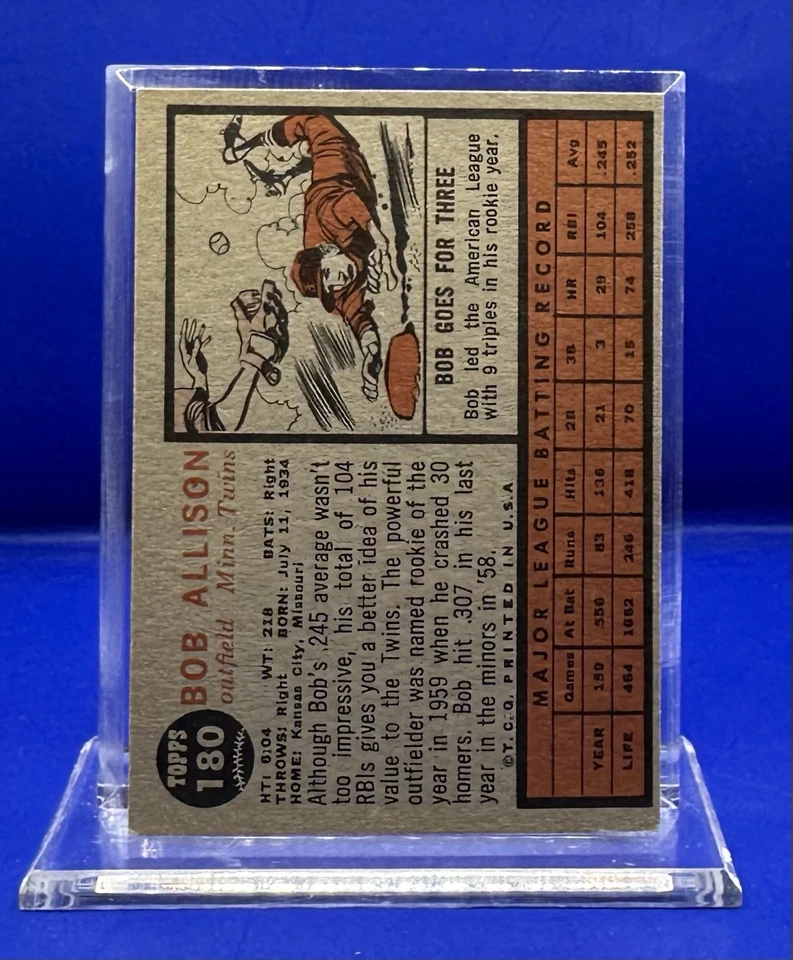 TOPPS
180
BOB ALLISON
outfield Minn. Twins
HT: 6:04 WT: 218 BATS: Right
THROWS: Right BORN: July 11, 1934
HOME: Kansas City, Missouri
Although Bob's .245 average wasn't
too impressive, his total of 104
RBIs gives you a better idea of his
value to the Twins. The powerful
outfielder was named rookie of the
year in 1959 when he crashed 30
homers. Bob hit .307 in his last
year in the minors in '58.
© T. C. G. PRINTED IN U.S.A.
BOB GOES FOR THREE
Bob led the American League
with 9 triples in his rookie year.
MAJOR LEAGUE BATTING RECORD
Games At Bat Runs Hits 2B 3B HR RBI Avg
YEAR 159 556 83 136 21 3 29 104 .245
LIFE 464 1662 246 418 70 15 74 258 .252